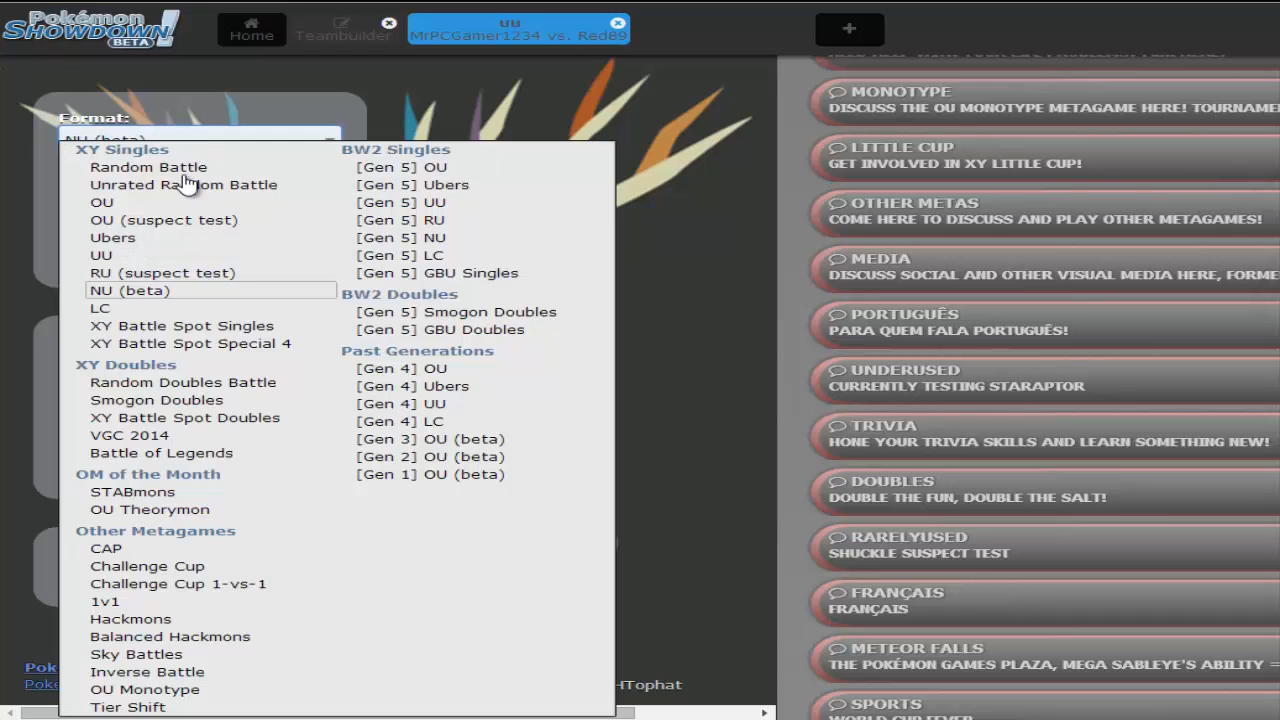 Pokémon
SHOWDOWN!
BETA
Home
Teambuilder
UU
MrPCGamer1234 vs. Red89
Format:
NU (beta)
XY Singles
Random Battle
Unrated Random Battle
OU
OU (suspect test)
Ubers
UU
RU (suspect test)
NU (beta)
LC
XY Battle Spot Singles
XY Battle Spot Special 4
XY Doubles
Random Doubles Battle
Smogon Doubles
XY Battle Spot Doubles
VGC 2014
Battle of Legends
OM of the Month
STABmons
OU Theorymon
Other Metagames
CAP
Challenge Cup
Challenge Cup 1-vs-1
1v1
Hackmons
Balanced Hackmons
Sky Battles
Inverse Battle
OU Monotype
Tier Shift
BW2 Singles
[Gen 5] OU
[Gen 5] Ubers
[Gen 5] UU
[Gen 5] RU
[Gen 5] NU
[Gen 5] LC
[Gen 5] GBU Singles
BW2 Doubles
[Gen 5] Smogon Doubles
[Gen 5] GBU Doubles
Past Generations
[Gen 4] OU
[Gen 4] Ubers
[Gen 4] UU
[Gen 4] LC
[Gen 3] OU (beta)
[Gen 2] OU (beta)
[Gen 1] OU (beta)
Pok
Poké
HTophat
MONOTYPE
DISCUSS THE OU MONOTYPE METAGAME HERE! TOURNAME
LITTLE CUP
GET INVOLVED IN XY LITTLE CUP!
OTHER METAS
COME HERE TO DISCUSS AND PLAY OTHER METAGAMES!
MEDIA
DISCUSS SOCIAL AND OTHER VISUAL MEDIA HERE, FORME
PORTUGUÊS
PARA QUEM FALA PORTUGUÊS!
UNDERUSED
CURRENTLY TESTING STARAPTOR
TRIVIA
HONE YOUR TRIVIA SKILLS AND LEARN SOMETHING NEW!
DOUBLES
DOUBLE THE FUN, DOUBLE THE SALT!
RARELYUSED
SHUCKLE SUSPECT TEST
FRANÇAIS
FRANÇAIS
METEOR FALLS
THE POKÉMON GAMES PLAZA, MEGA SABLEYE'S ABILITY =
SPORTS
WORLD CUP FEVER